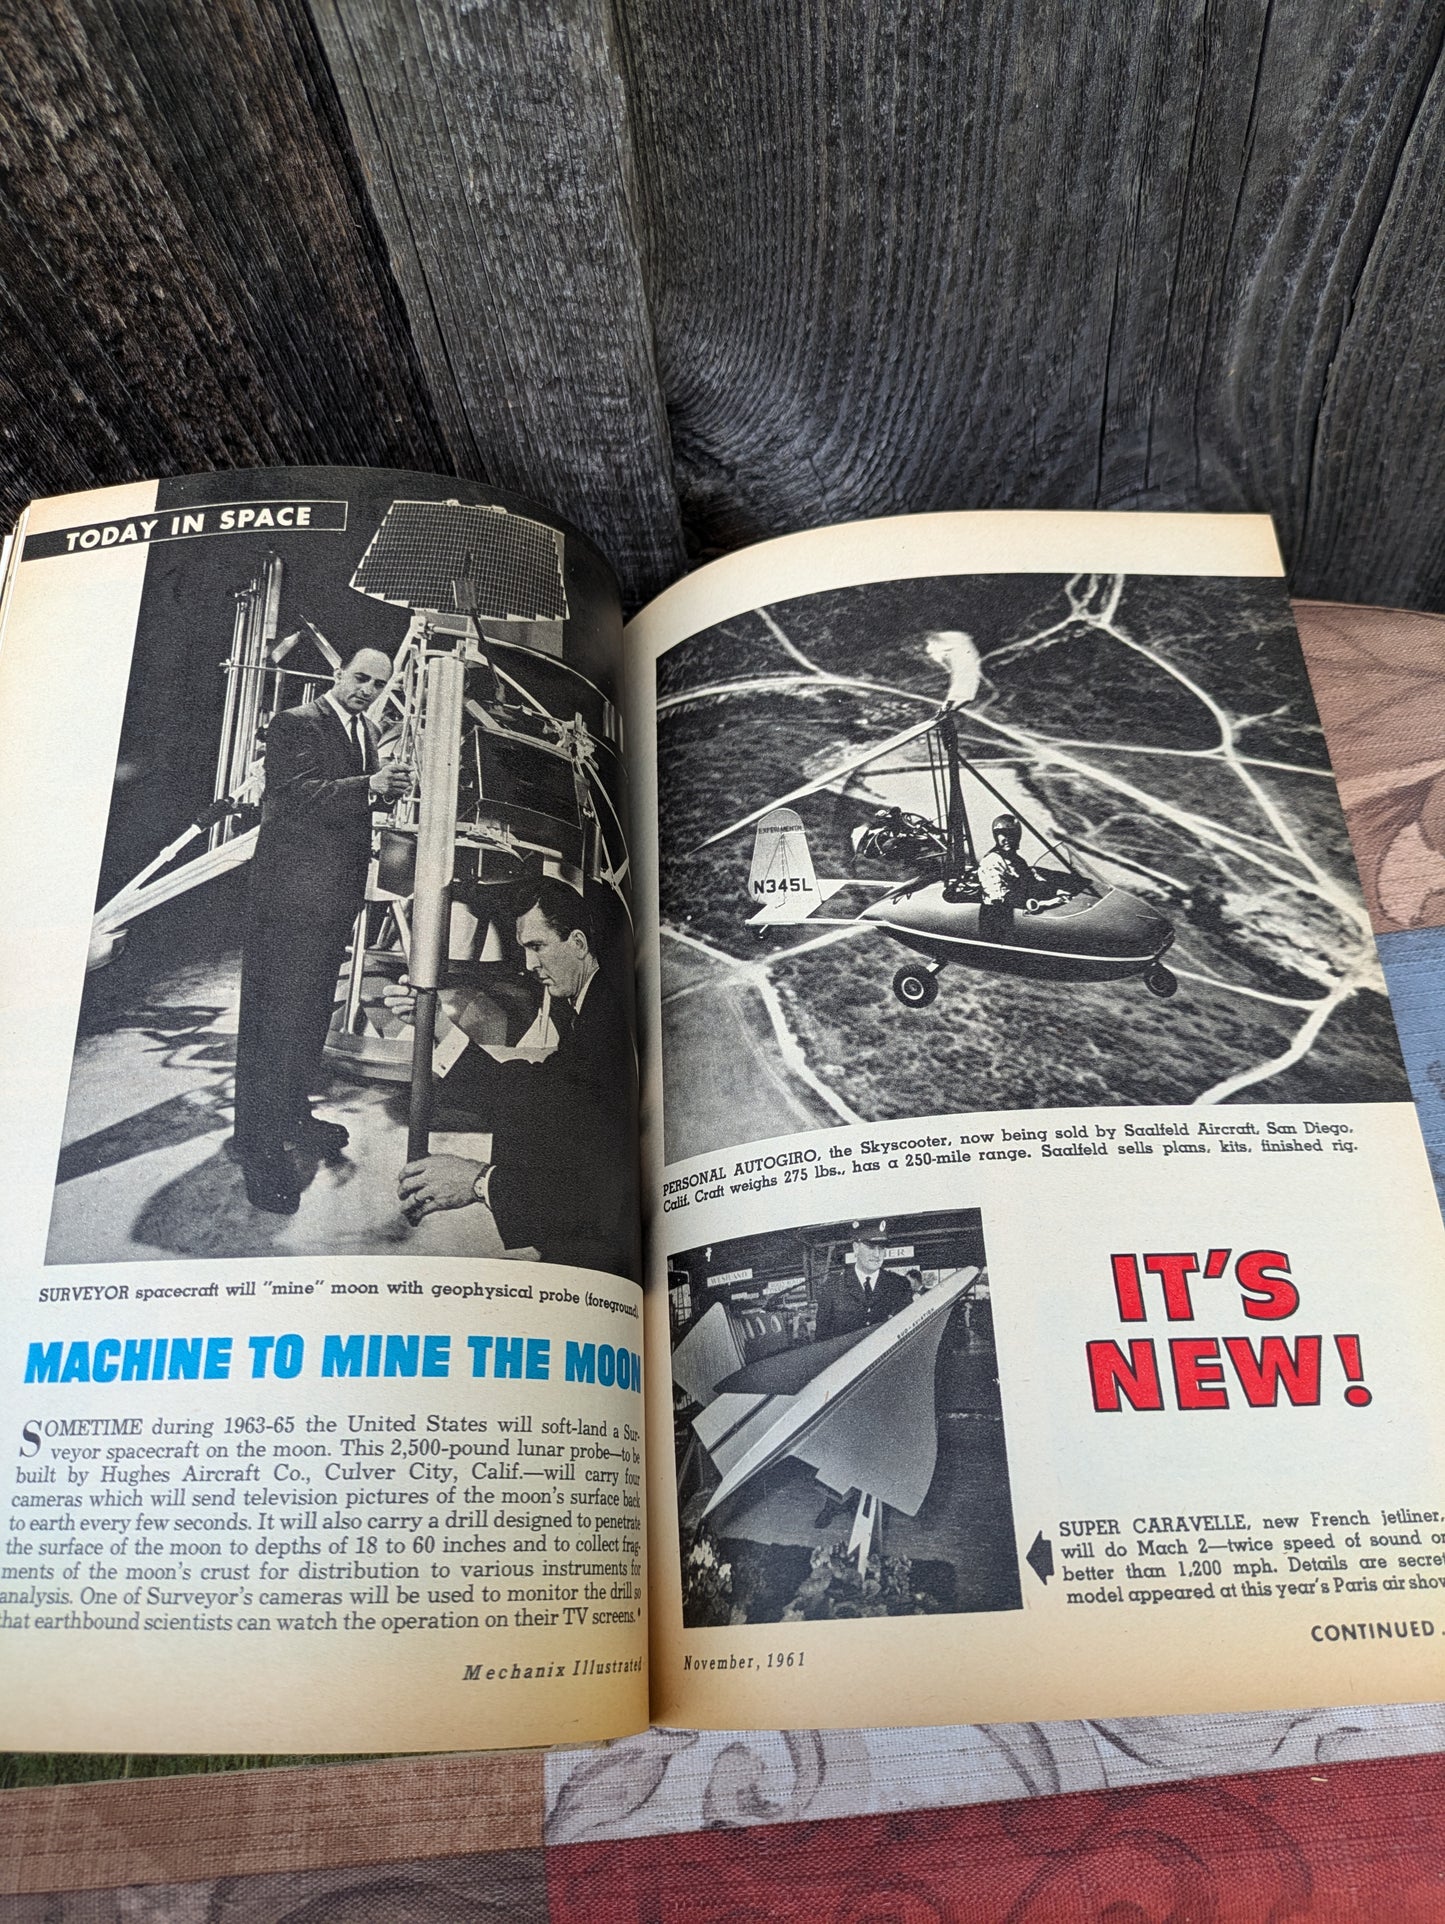 TODAY IN SPACE
SURVEYOR spacecraft will "mine" moon with geophysical probe (foreground).
MACHINE TO MINE THE MOON
SOMETIME during 1963-65 the United States will soft-land a Sur-
veyor spacecraft on the moon. This 2,500-pound lunar probe—to be
built by Hughes Aircraft Co., Culver City, Calif.—will carry four
cameras which will send television pictures of the moon's surface back
to earth every few seconds. It will also carry a drill designed to penetrate
the surface of the moon to depths of 18 to 60 inches and to collect frag-
ments of the moon's crust for distribution to various instruments for
analysis. One of Surveyor's cameras will be used to monitor the drill so
that earthbound scientists can watch the operation on their TV screens.•
Mechanix Illustrated
EXPERIMENTAL
N345L
PERSONAL AUTOGIRO, the Skyscooter, now being sold by Saalfeld Aircraft, San Diego,
Calif. Craft weighs 275 lbs., has a 250-mile range. Saalfeld sells plans, kits, finished rig.
WESTLAND
SUD-AVIATION
IT'S
NEW!
SUPER CARAVELLE, new French jetliner,
will do Mach 2—twice speed of sound or
better than 1,200 mph. Details are secret
model appeared at this year's Paris air show
CONTINUED
November, 1961